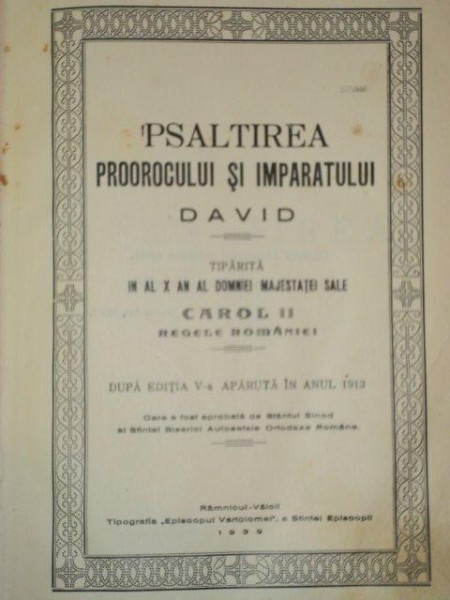 PSALTIREA
PROOROCULUI ŞI IMPARATULUI
DAVID
TIPĂRITĂ
IN AL X AN AL DOMNIEI MAJESTAŢEI SALE
CAROL II
REGELE ROMÂNIEI
DUPĂ EDIŢIA V-a APĂRUTĂ ÎN ANUL 1913
Care a fost aprobată de Sfântul Sinod
al Sfintei Biserici Autocefale Ortodoxe Române.
Râmnicul-Vâlcii
Tipografia „Episcopul Vartolomei", a Sfintei Episcopii
1939